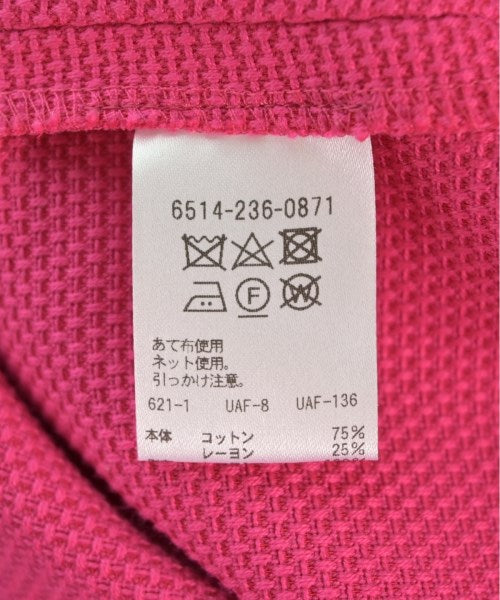 6514-236-0871
F W
あて布使用
ネット使用。
引っかけ注意。
621-1 UAF-8 UAF-136
本体 コットン 75%
レーヨン 25%